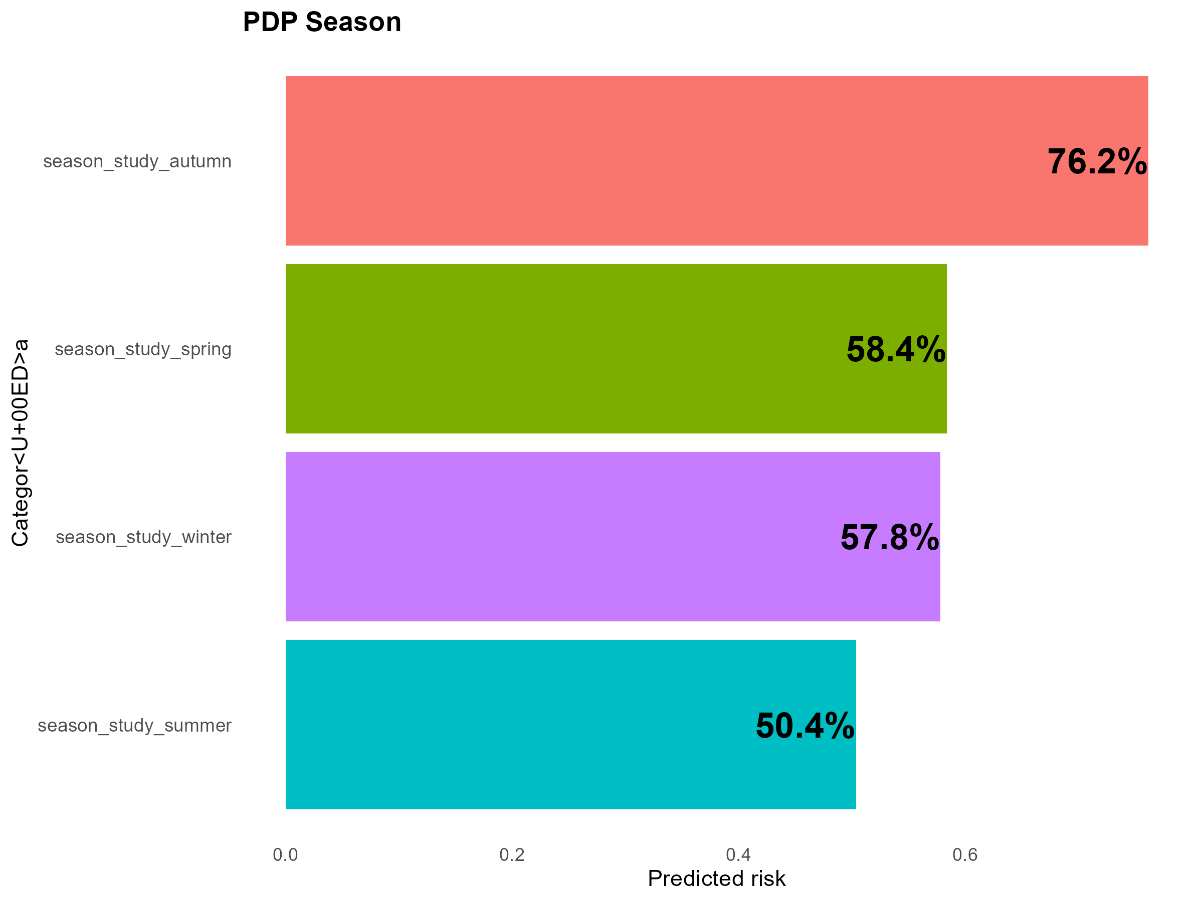 PDP Season
season_study_autumn
76.2%
season_study_spring
58.4%
Categor<U+00ED>a
season_study_winter
57.8%
season_study_summer
50.4%
0.0 0.2 0.4 0.6
Predicted risk